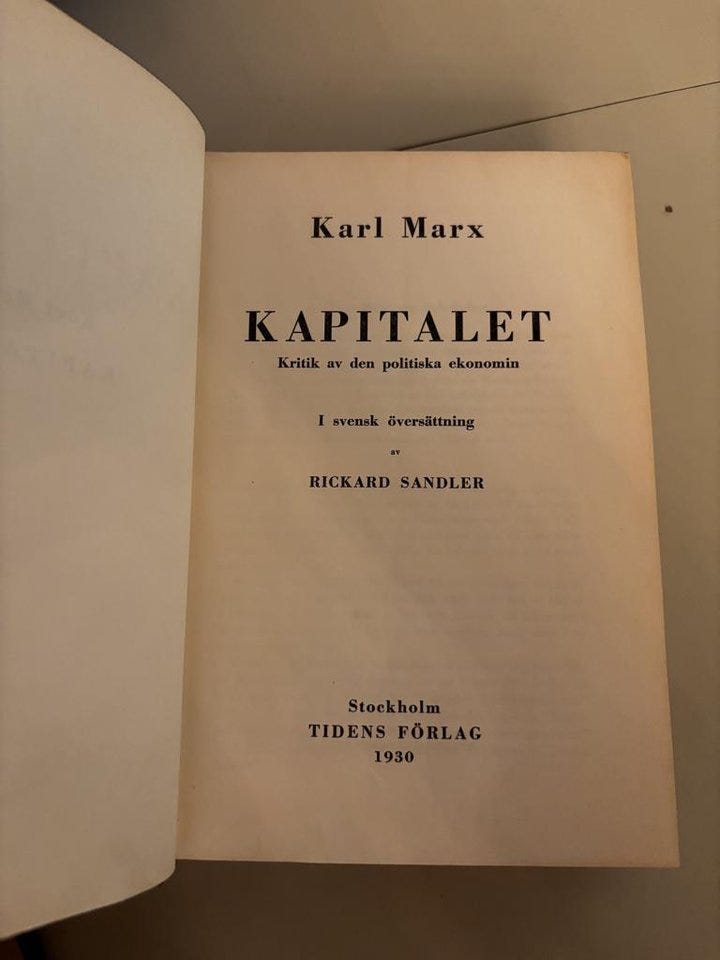 Karl Marx
KAPITALET
Kritik av den politiska ekonomin
I svensk översättning
av
RICKARD SANDLER
Stockholm
TIDENS FÖRLAG
1930